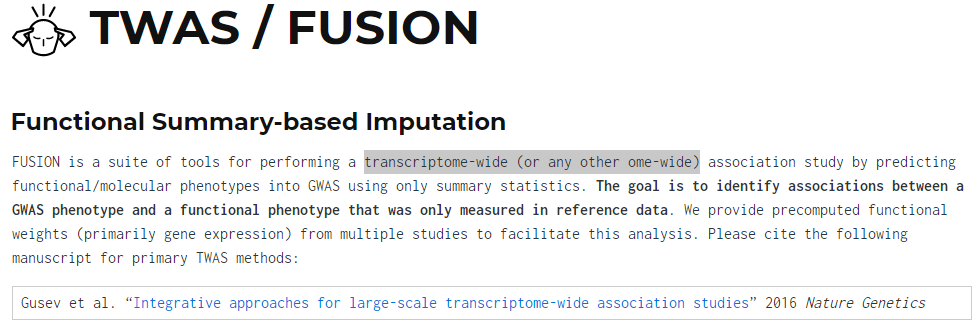 TWAS / FUSION
Functional Summary-based Imputation
FUSION is a suite of tools for performing a transcriptome-wide (or any other ome-wide) association study by predicting
functional/molecular phenotypes into GWAS using only summary statistics. The goal is to identify associations between a
GWAS phenotype and a functional phenotype that was only measured in reference data. We provide precomputed functional
weights (primarily gene expression) from multiple studies to facilitate this analysis. Please cite the following
manuscript for primary TWAS methods:
Gusev et al. “Integrative approaches for large-scale transcriptome-wide association studies” 2016 Nature Genetics